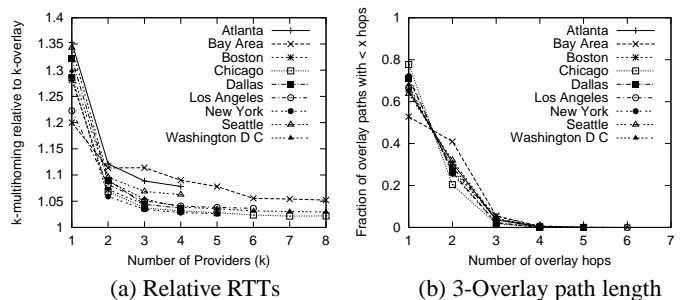 k-multihoming relative to k-overlay
1.4
1.35
1.3
1.25
1.2
1.15
1.1
1.05
1
1 2 3 4 5 6 7 8
Number of Providers (k)
Atlanta
Bay Area
Boston
Chicago
Dallas
Los Angeles
New York
Seattle
Washington D C
(a) Relative RTTs
Fraction of overlay paths with < x hops
1
0.8
0.6
0.4
0.2
0
1 2 3 4 5 6 7
Number of overlay hops
Atlanta
Bay Area
Boston
Chicago
Dallas
Los Angeles
New York
Seattle
Washington D C
(b) 3-Overlay path length